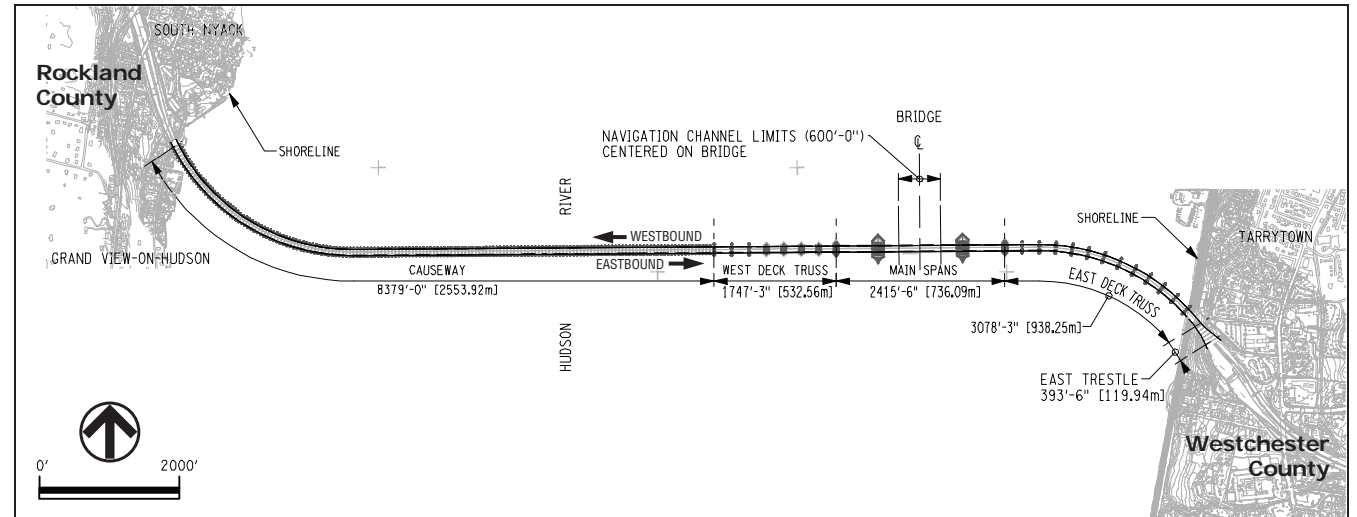 SOUTH NYACK
Rockland
County
SHORELINE
GRAND VIEW-ON-HUDSON
CAUSEWAY
8379'-0" [2553.92m]
RIVER
HUDSON
WESTBOUND
EASTBOUND
NAVIGATION CHANNEL LIMITS (600'-0")
CENTERED ON BRIDGE
BRIDGE
℄
WEST DECK TRUSS
1747'-3" [532.56m]
MAIN SPANS
2415'-6" [736.09m]
EAST DECK TRUSS
3078'-3" [938.25m]
SHORELINE
TARRYTOWN
EAST TRESTLE
393'-6" [119.94m]
Westchester
County
0' 2000'